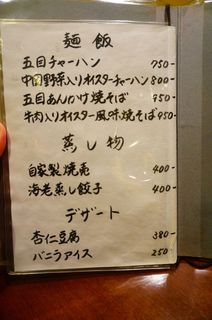 麺飯
五目チャーハン 750-
中国野菜入りオイスターチャーハン 800-
五目あんかけ焼そば 950-
牛肉入りオイスター風味焼そば 950-
蒸し物
自家製焼売 400-
海老蒸し餃子 400-
デザート
杏仁豆腐 380-
バニラアイス 250-